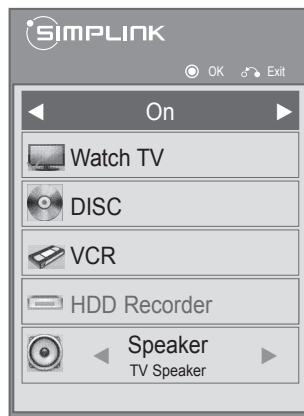 SIMPLINK
OK Exit
On
Watch TV
DISC
VCR
HDD Recorder
Speaker
TV Speaker